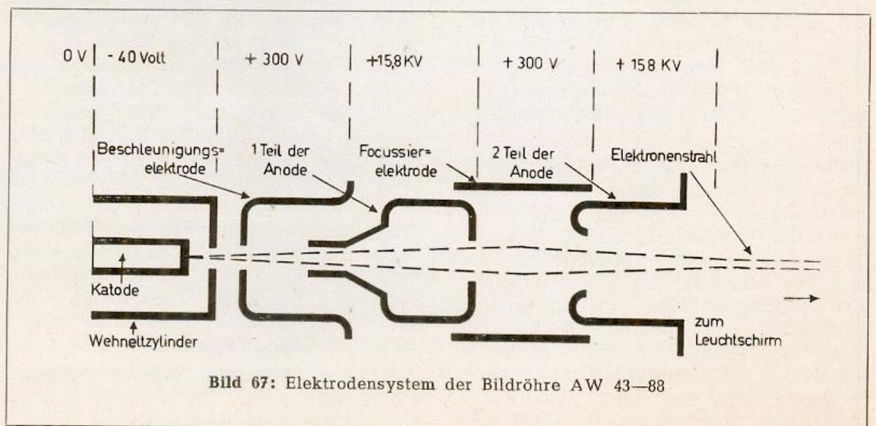 0 V - 40 Volt + 300 V +15,8 KV + 300 V + 158 KV
Beschleunigungs=
elektrode
1 Teil der
Anode
Focussier=
elektrode
2 Teil der
Anode
Elektronenstrahl
Katode
Wehneltzylinder
zum
Leuchtschirm
Bild 67: Elektrodensystem der Bildröhre AW 43—88